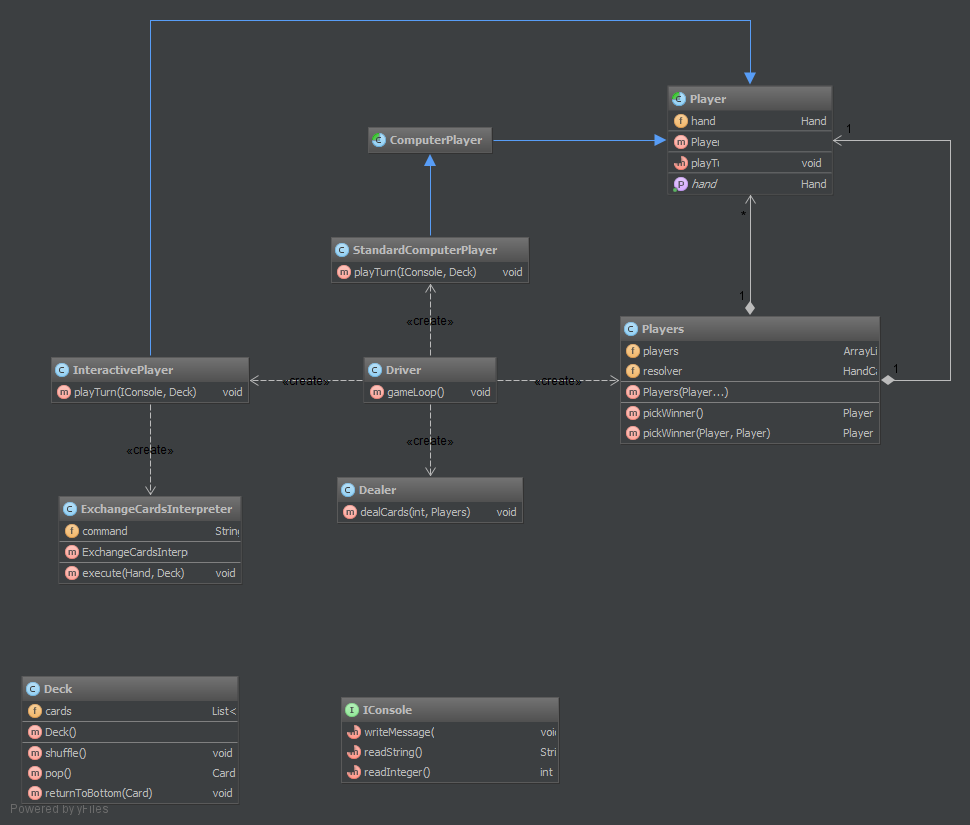 Player
hand Hand
Player
playTu void
hand Hand
1
*
1
1
ComputerPlayer
StandardComputerPlayer
playTurn(IConsole, Deck) void
«create»
Players
players ArrayLi
resolver HandCa
Players(Player...)
pickWinner() Player
pickWinner(Player, Player) Player
InteractivePlayer
playTurn(IConsole, Deck) void
«create»
Driver
gameLoop() void
«create»
«create»
«create»
ExchangeCardsInterpreter
command String
ExchangeCardsInterp
execute(Hand, Deck) void
Dealer
dealCards(int, Players) void
Deck
cards List<
Deck()
shuffle() void
pop() Card
returnToBottom(Card) void
IConsole
writeMessage( voi
readString() Stri
readInteger() int
Powered by yFiles